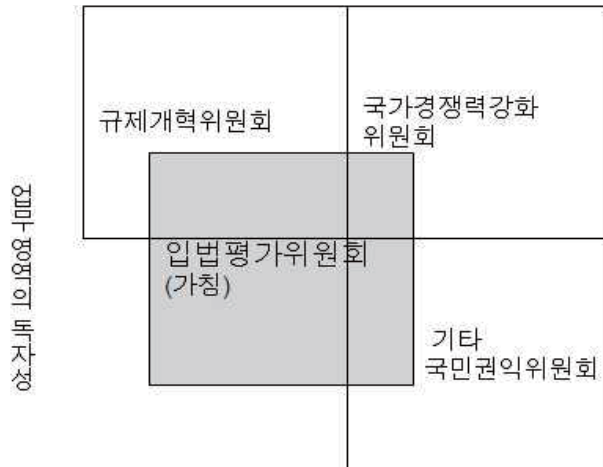 규제개혁위원회
국가경쟁력강화
위원회
업무영역의 독자성
입법평가위원회
(가칭)
기타
국민권익위원회